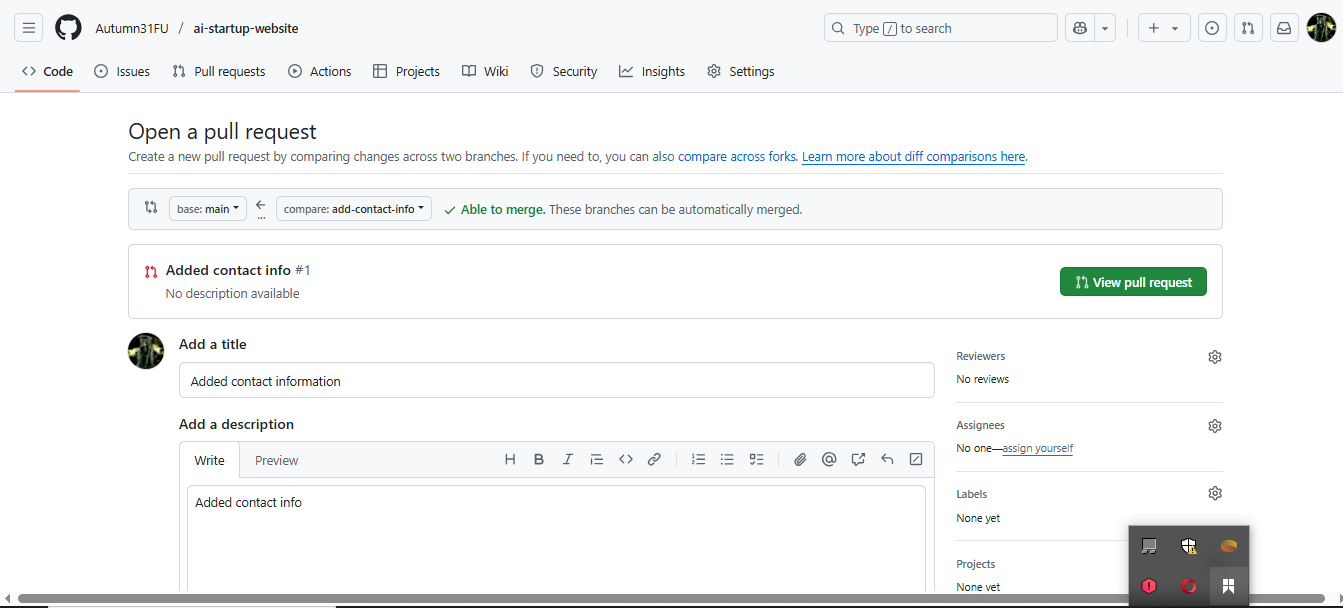 Autumn31FU / ai-startup-website
Type / to search
Code Issues Pull requests Actions Projects Wiki Security Insights Settings
Open a pull request
Create a new pull request by comparing changes across two branches. If you need to, you can also compare across forks. Learn more about diff comparisons here.
base: main ... compare: add-contact-info Able to merge. These branches can be automatically merged.
Added contact info #1
No description available
View pull request
Add a title
Added contact information
Add a description
Write Preview
Added contact info
Reviewers
No reviews
Assignees
No one—assign yourself
Labels
None yet
Projects
None yet